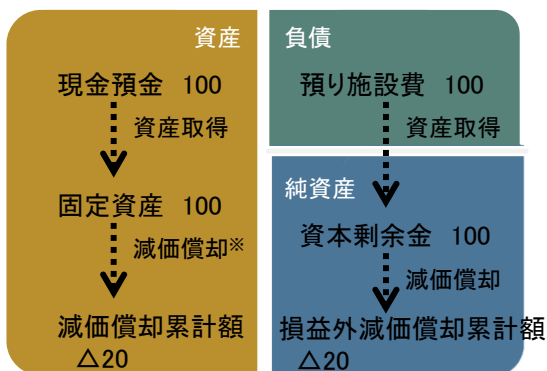 資産
現金預金 100
資産取得
固定資産 100
減価償却※
減価償却累計額
△20
負債
預り施設費 100
資産取得
純資産
資本剰余金 100
減価償却
損益外減価償却累計額
△20